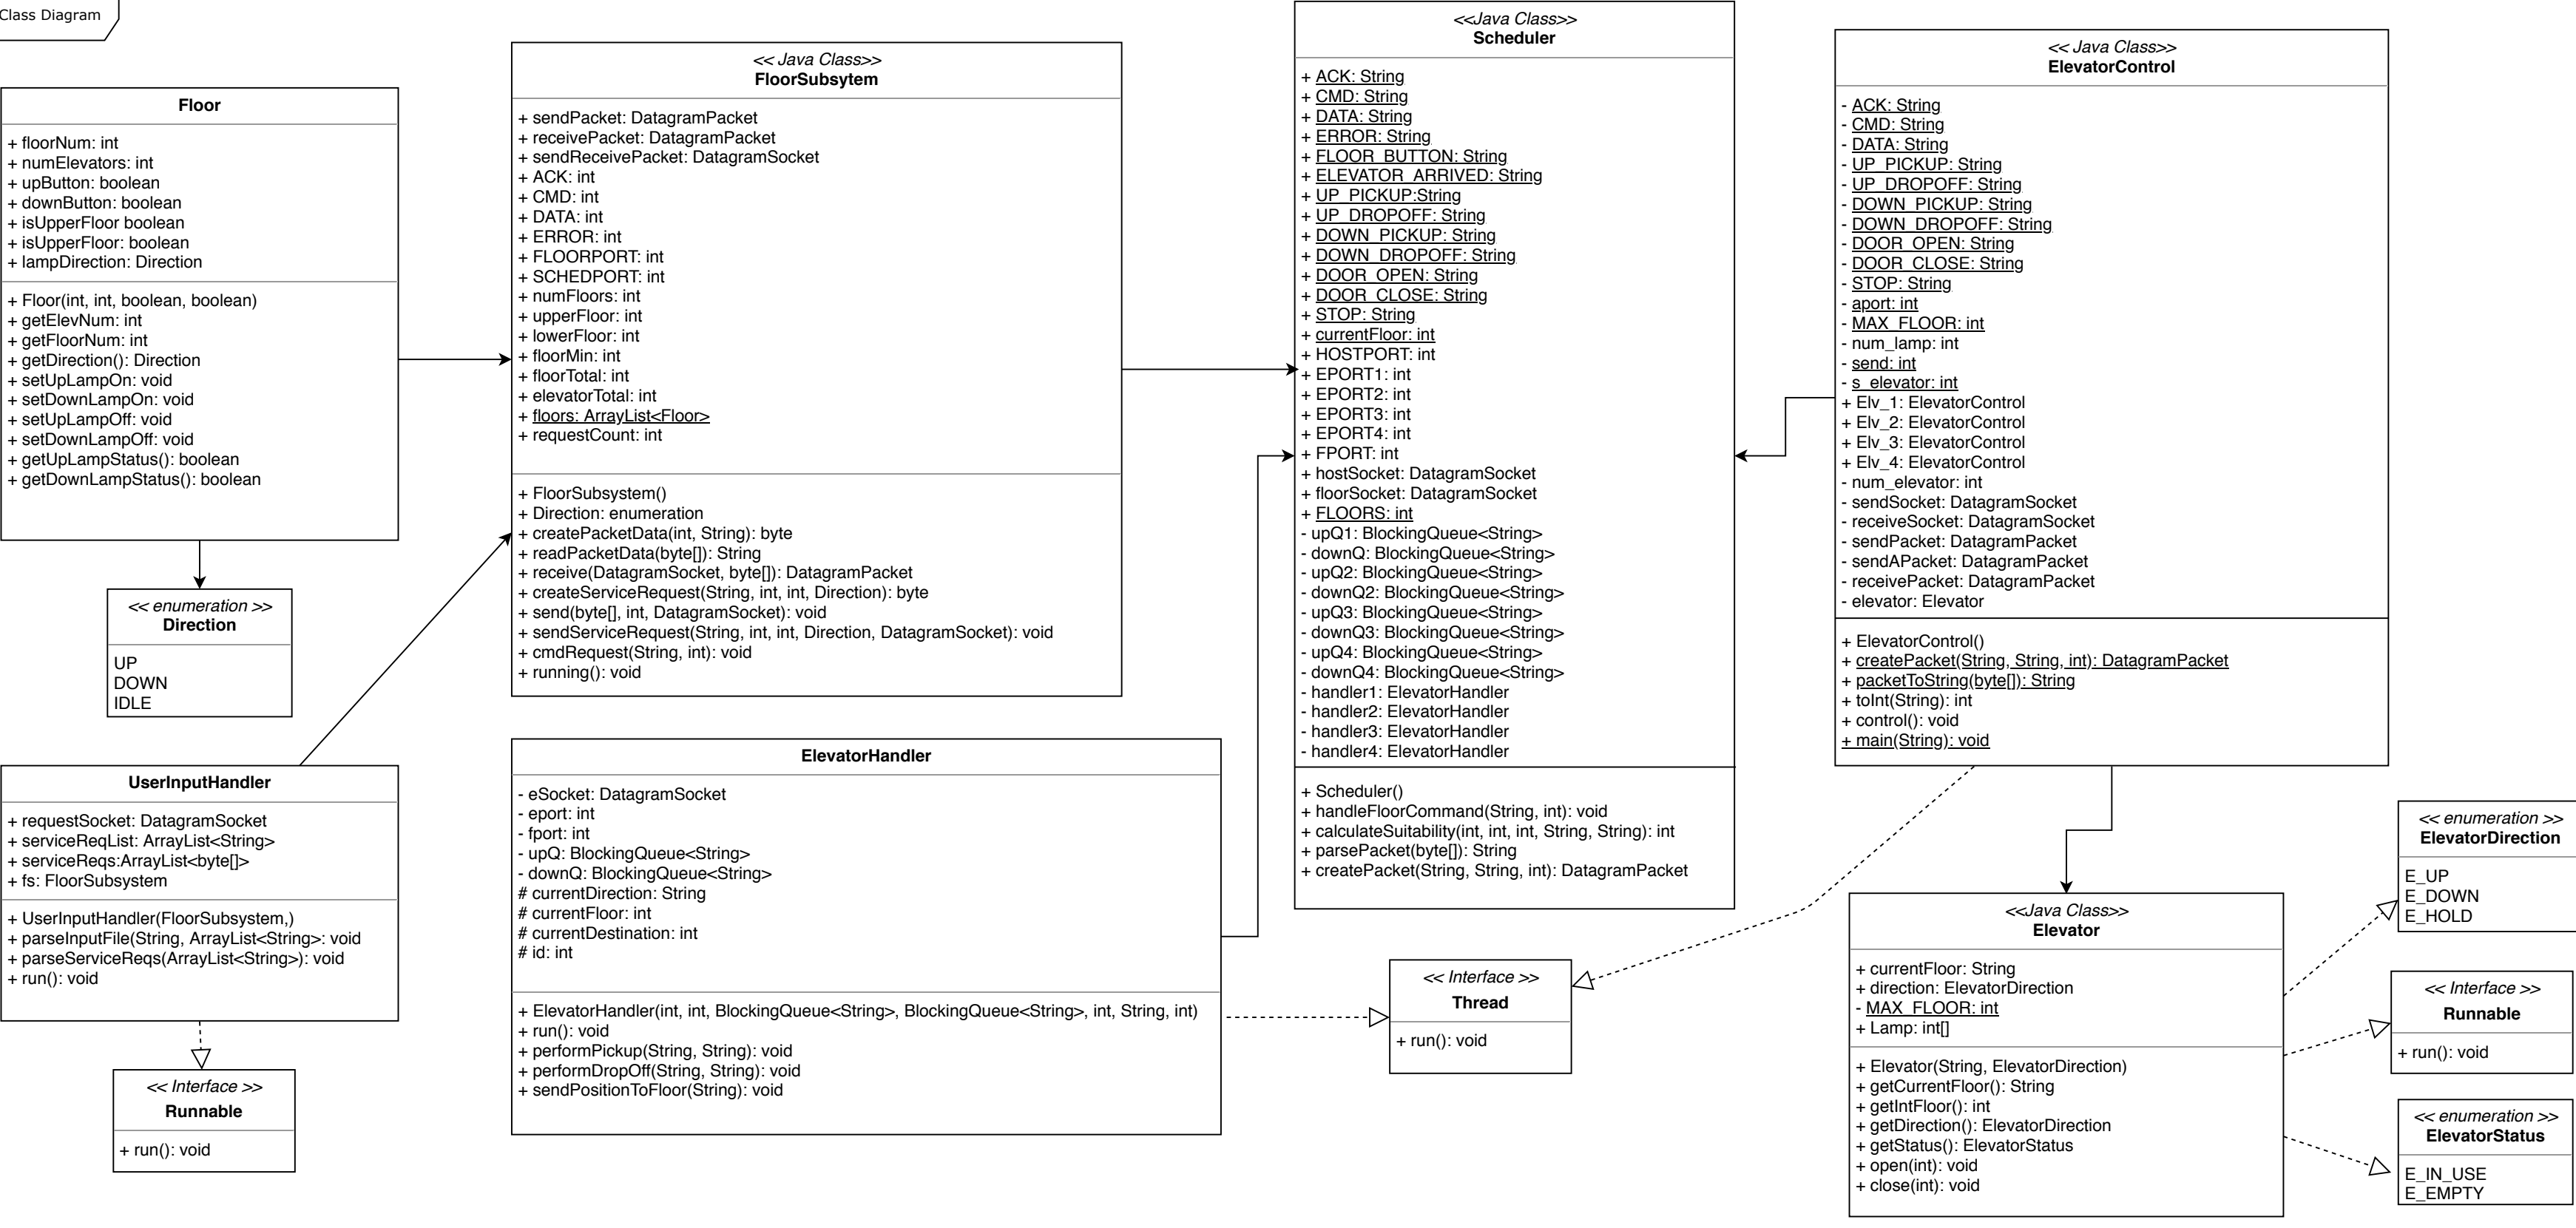 Class Diagram
Floor
+ floorNum: int
+ numElevators: int
+ upButton: boolean
+ downButton: boolean
+ isUpperFloor boolean
+ isUpperFloor: boolean
+ lampDirection: Direction
+ Floor(int, int, boolean, boolean)
+ getElevNum: int
+ getFloorNum: int
+ getDirection(): Direction
+ setUpLampOn: void
+ setDownLampOn: void
+ setUpLampOff: void
+ setDownLampOff: void
+ getUpLampStatus(): boolean
+ getDownLampStatus(): boolean
<< enumeration >>
Direction
UP
DOWN
IDLE
UserInputHandler
+ requestSocket: DatagramSocket
+ serviceReqList: ArrayList<String>
+ serviceReqs:ArrayList<byte[]>
+ fs: FloorSubsystem
+ UserInputHandler(FloorSubsystem,)
+ parseInputFile(String, ArrayList<String>: void
+ parseServiceReqs(ArrayList<String>): void
+ run(): void
<< Interface >>
Runnable
+ run(): void
<< Java Class>>
FloorSubsytem
+ sendPacket: DatagramPacket
+ receivePacket: DatagramPacket
+ sendReceivePacket: DatagramSocket
+ ACK: int
+ CMD: int
+ DATA: int
+ ERROR: int
+ FLOORPORT: int
+ SCHEDPORT: int
+ numFloors: int
+ upperFloor: int
+ lowerFloor: int
+ floorMin: int
+ floorTotal: int
+ elevatorTotal: int
+ floors: ArrayList<Floor>
+ requestCount: int
+ FloorSubsystem()
+ Direction: enumeration
+ createPacketData(int, String): byte
+ readPacketData(byte[]): String
+ receive(DatagramSocket, byte[]): DatagramPacket
+ createServiceRequest(String, int, int, Direction): byte
+ send(byte[], int, DatagramSocket): void
+ sendServiceRequest(String, int, int, Direction, DatagramSocket): void
+ cmdRequest(String, int): void
+ running(): void
ElevatorHandler
- eSocket: DatagramSocket
- eport: int
- fport: int
- upQ: BlockingQueue<String>
- downQ: BlockingQueue<String>
# currentDirection: String
# currentFloor: int
# currentDestination: int
# id: int
+ ElevatorHandler(int, int, BlockingQueue<String>, BlockingQueue<String>, int, String, int)
+ run(): void
+ performPickup(String, String): void
+ performDropOff(String, String): void
+ sendPositionToFloor(String): void
<<Java Class>>
Scheduler
+ ACK: String
+ CMD: String
+ DATA: String
+ ERROR: String
+ FLOOR_BUTTON: String
+ ELEVATOR_ARRIVED: String
+ UP_PICKUP:String
+ UP_DROPOFF: String
+ DOWN_PICKUP: String
+ DOWN_DROPOFF: String
+ DOOR_OPEN: String
+ DOOR_CLOSE: String
+ STOP: String
+ currentFloor: int
+ HOSTPORT: int
+ EPORT1: int
+ EPORT2: int
+ EPORT3: int
+ EPORT4: int
+ FPORT: int
+ hostSocket: DatagramSocket
+ floorSocket: DatagramSocket
+ FLOORS: int
- upQ1: BlockingQueue<String>
- downQ: BlockingQueue<String>
- upQ2: BlockingQueue<String>
- downQ2: BlockingQueue<String>
- upQ3: BlockingQueue<String>
- downQ3: BlockingQueue<String>
- upQ4: BlockingQueue<String>
- downQ4: BlockingQueue<String>
- handler1: ElevatorHandler
- handler2: ElevatorHandler
- handler3: ElevatorHandler
- handler4: ElevatorHandler
+ Scheduler()
+ handleFloorCommand(String, int): void
+ calculateSuitability(int, int, int, String, String): int
+ parsePacket(byte[]): String
+ createPacket(String, String, int): DatagramPacket
<< Interface >>
Thread
+ run(): void
<< Java Class>>
ElevatorControl
- ACK: String
- CMD: String
- DATA: String
- UP_PICKUP: String
- UP_DROPOFF: String
- DOWN_PICKUP: String
- DOWN_DROPOFF: String
- DOOR_OPEN: String
- DOOR_CLOSE: String
- STOP: String
- aport: int
- MAX_FLOOR: int
- num_lamp: int
- send: int
- s_elevator: int
+ Elv_1: ElevatorControl
+ Elv_2: ElevatorControl
+ Elv_3: ElevatorControl
+ Elv_4: ElevatorControl
- num_elevator: int
- sendSocket: DatagramSocket
- receiveSocket: DatagramSocket
- sendPacket: DatagramPacket
- sendAPacket: DatagramPacket
- receivePacket: DatagramPacket
- elevator: Elevator
+ ElevatorControl()
+ createPacket(String, String, int): DatagramPacket
+ packetToString(byte[]): String
+ toInt(String): int
+ control(): void
+ main(String): void
<<Java Class>>
Elevator
+ currentFloor: String
+ direction: ElevatorDirection
- MAX_FLOOR: int
+ Lamp: int[]
+ Elevator(String, ElevatorDirection)
+ getCurrentFloor(): String
+ getIntFloor(): int
+ getDirection(): ElevatorDirection
+ getStatus(): ElevatorStatus
+ open(int): void
+ close(int): void
<< enumeration >>
ElevatorDirection
E_UP
E_DOWN
E_HOLD
<< Interface >>
Runnable
+ run(): void
<< enumeration >>
ElevatorStatus
E_IN_USE
E_EMPTY